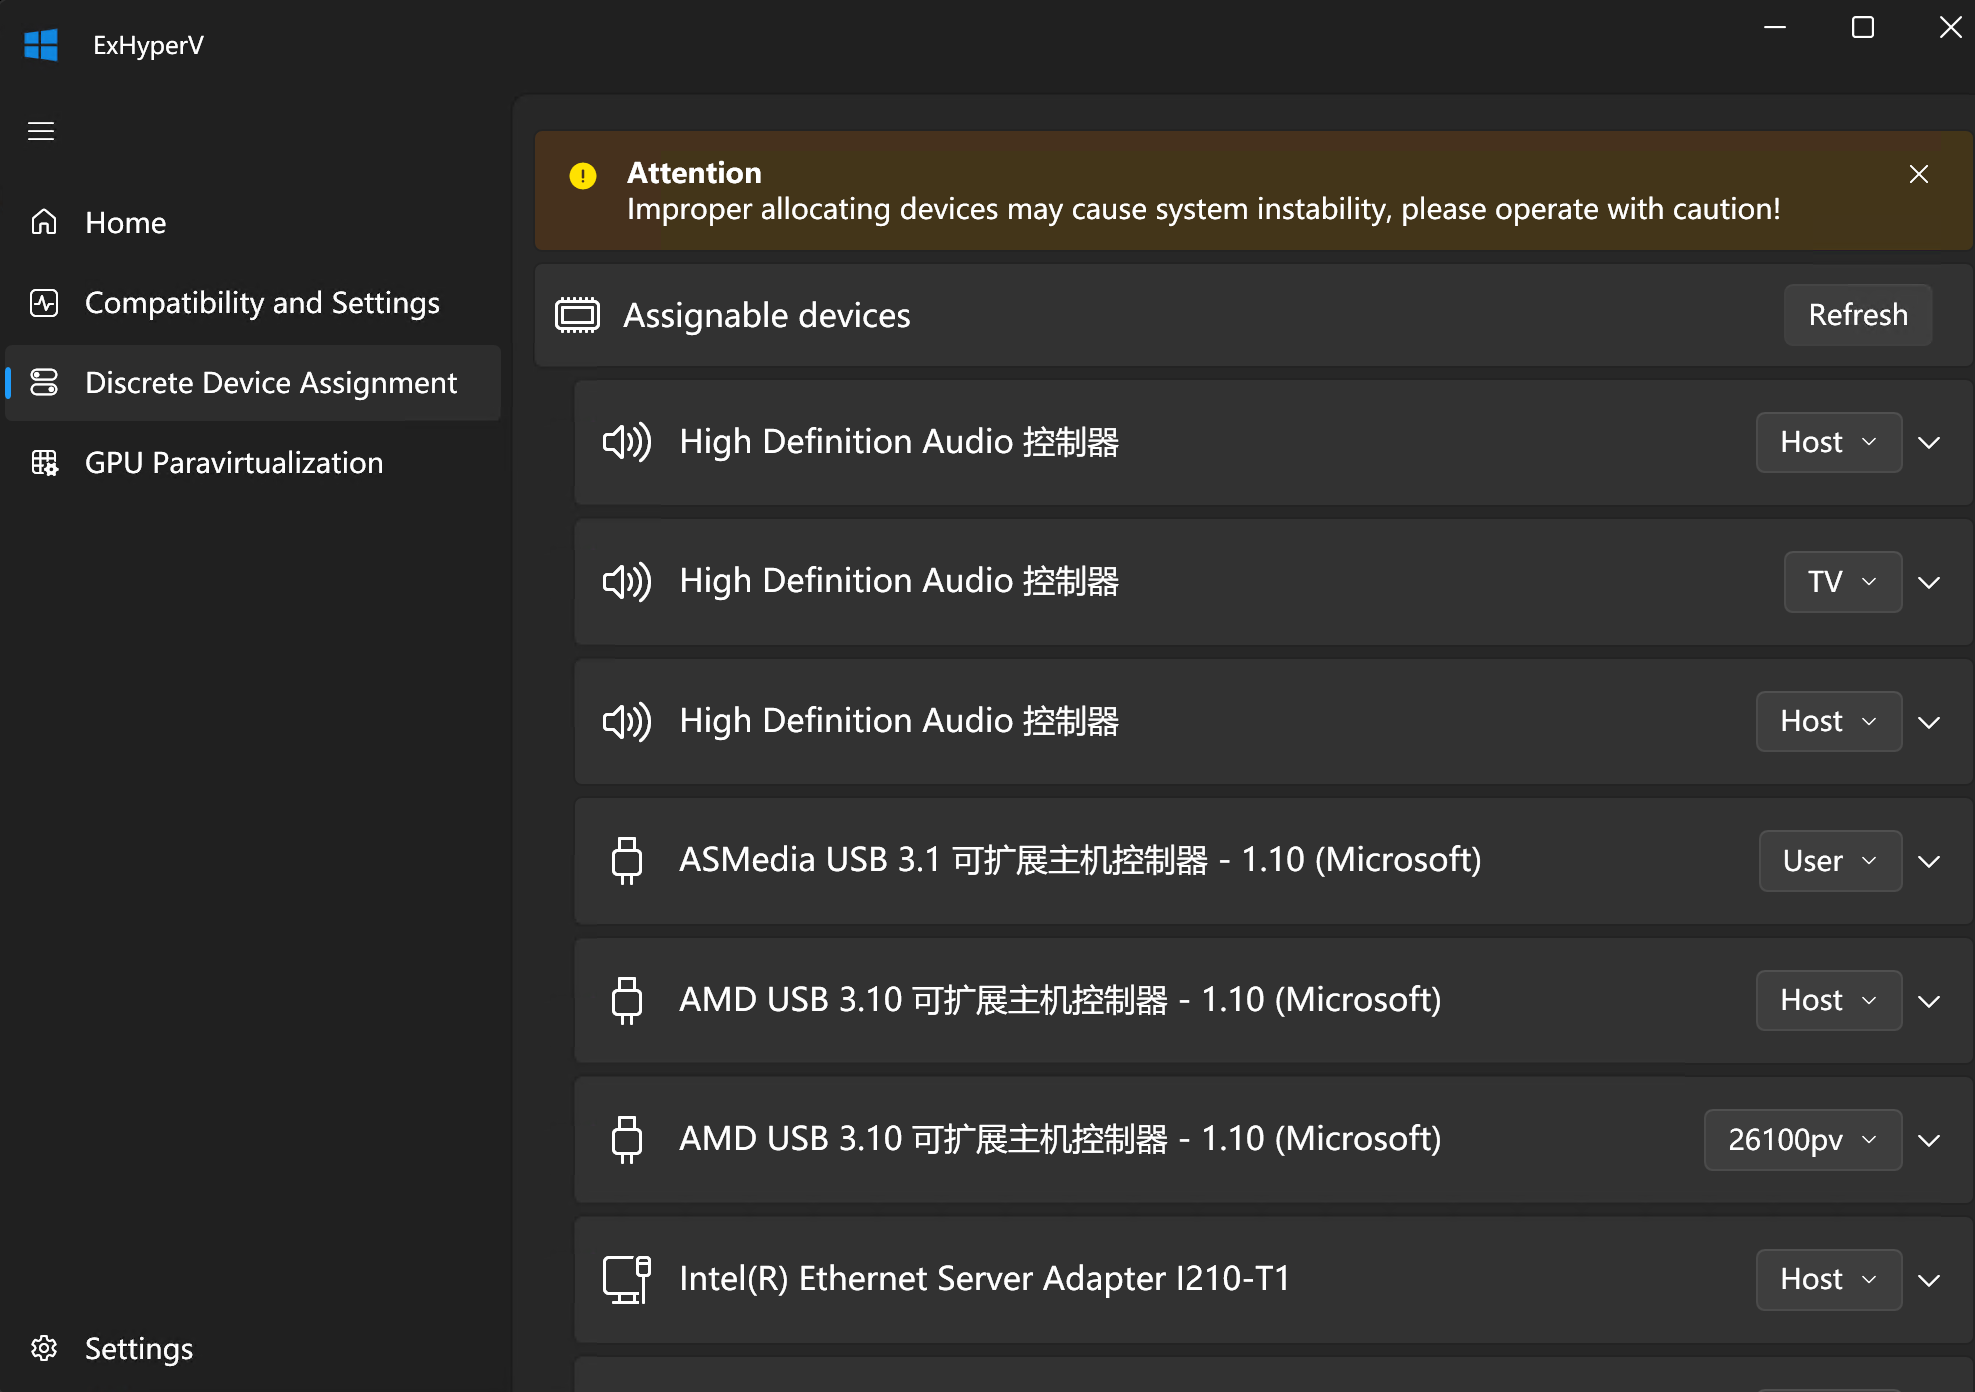 ExHyperV
Home
Compatibility and Settings
Discrete Device Assignment
GPU Paravirtualization
Settings
Attention
Improper allocating devices may cause system instability, please operate with caution!
Assignable devices
Refresh
High Definition Audio 控制器
Host
High Definition Audio 控制器
TV
High Definition Audio 控制器
Host
ASMedia USB 3.1 可扩展主机控制器 - 1.10 (Microsoft)
User
AMD USB 3.10 可扩展主机控制器 - 1.10 (Microsoft)
Host
AMD USB 3.10 可扩展主机控制器 - 1.10 (Microsoft)
26100pv
Intel(R) Ethernet Server Adapter I210-T1
Host